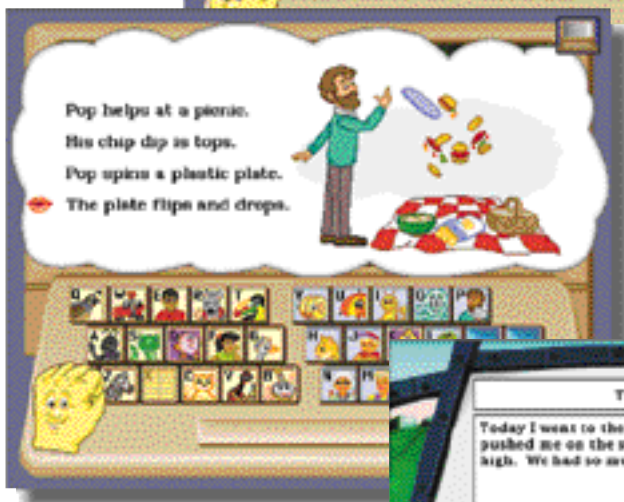 Pop helps at a picnic.
His chip dip is tops.
Pop spins a plastic plate.
The plate flips and drops.
Q W E R T Y U I O P
H J
N M
T
Today I went to the
pushed me on the s
high. We had so m